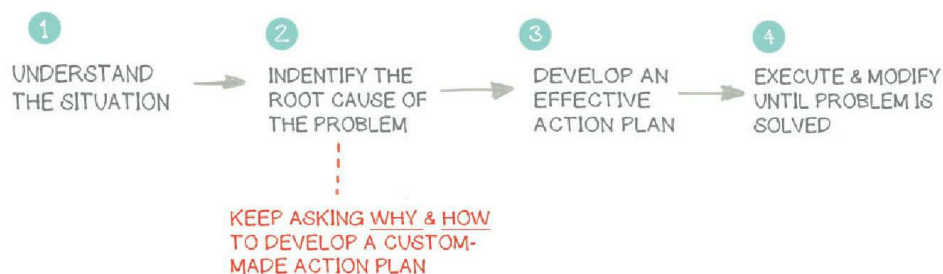 1
UNDERSTAND
THE SITUATION
2
INDENTIFY THE
ROOT CAUSE OF
THE PROBLEM
3
DEVELOP AN
EFFECTIVE
ACTION PLAN
4
EXECUTE & MODIFY
UNTIL PROBLEM IS
SOLVED
KEEP ASKING WHY & HOW
TO DEVELOP A CUSTOM-
MADE ACTION PLAN